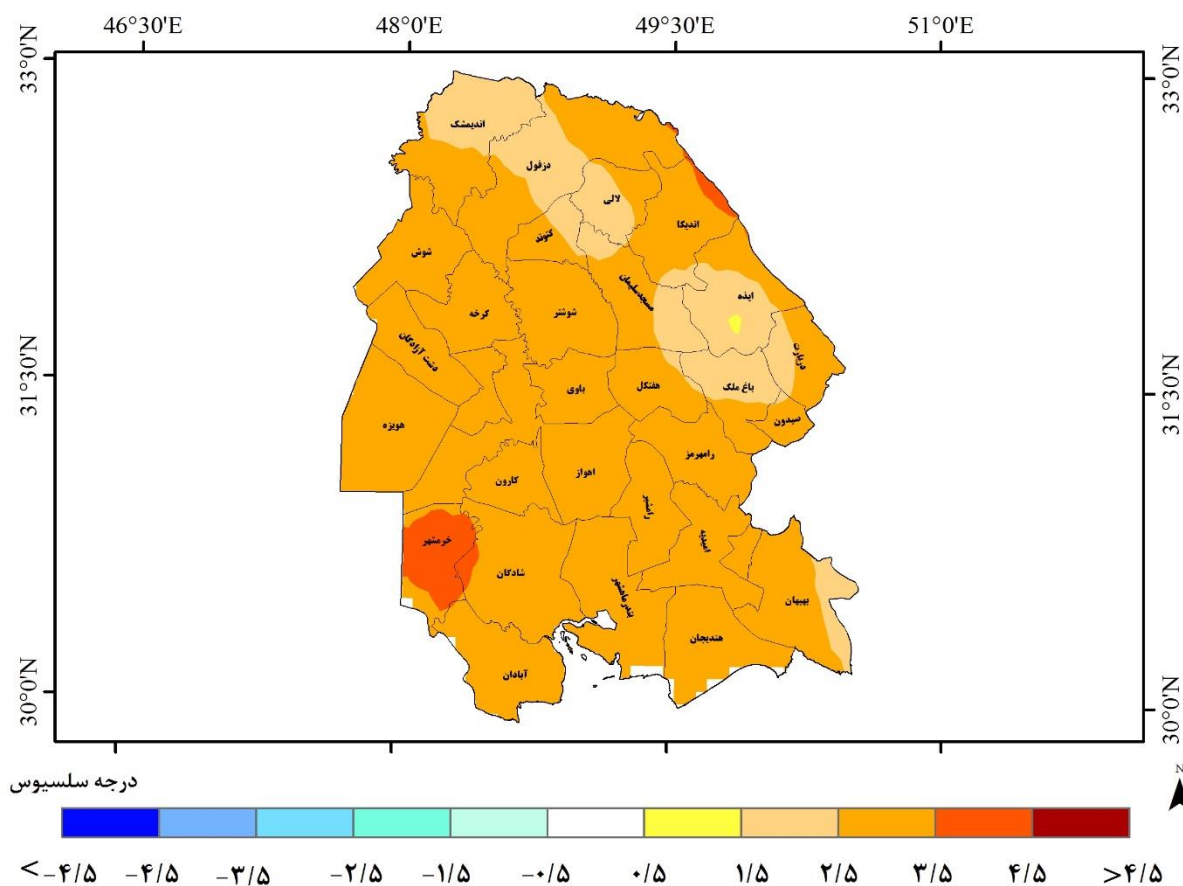 46°30'E 48°0'E 49°30'E 51°0'E
33°0'N 33°0'N
اندیمشک
دزفول
لالی
اندیکا
گتوند
شوش
مسجدسلیمان
ایذه
کرخه
شوشتر
دشت آزادگان
دزپارت
31°30'N 31°30'N
باوی
هفتکل
باغ ملک
صیدون
هویزه
رامهرمز
کارون
اهواز
رامشیر
امیدیه
خرمشهر
شادگان
بندرماهشهر
بهبهان
هندیجان
آبادان
30°0'N 30°0'N
درجه سلسیوس
N
< -۴/۵ -۴/۵ -۳/۵ -۲/۵ -۱/۵ -۰/۵ ۰/۵ ۱/۵ ۲/۵ ۳/۵ ۴/۵ >۴/۵